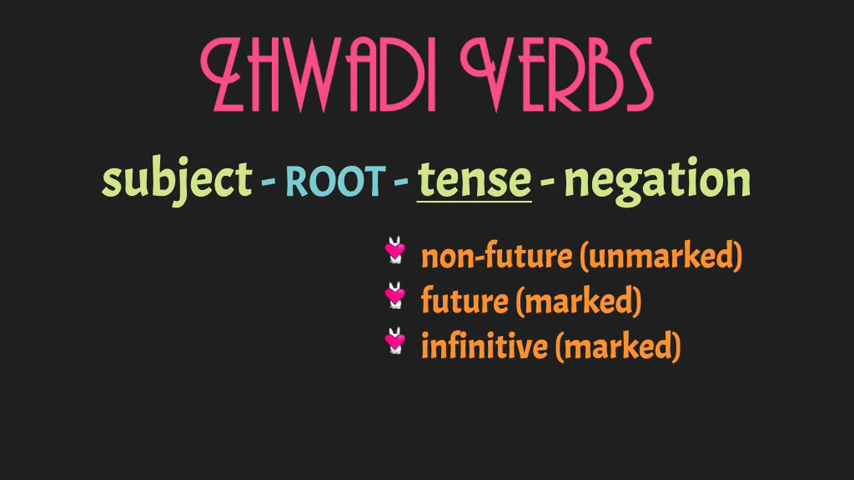 Zhwadi Verbs
subject - ROOT - tense - negation
non-future (unmarked)
future (marked)
infinitive (marked)